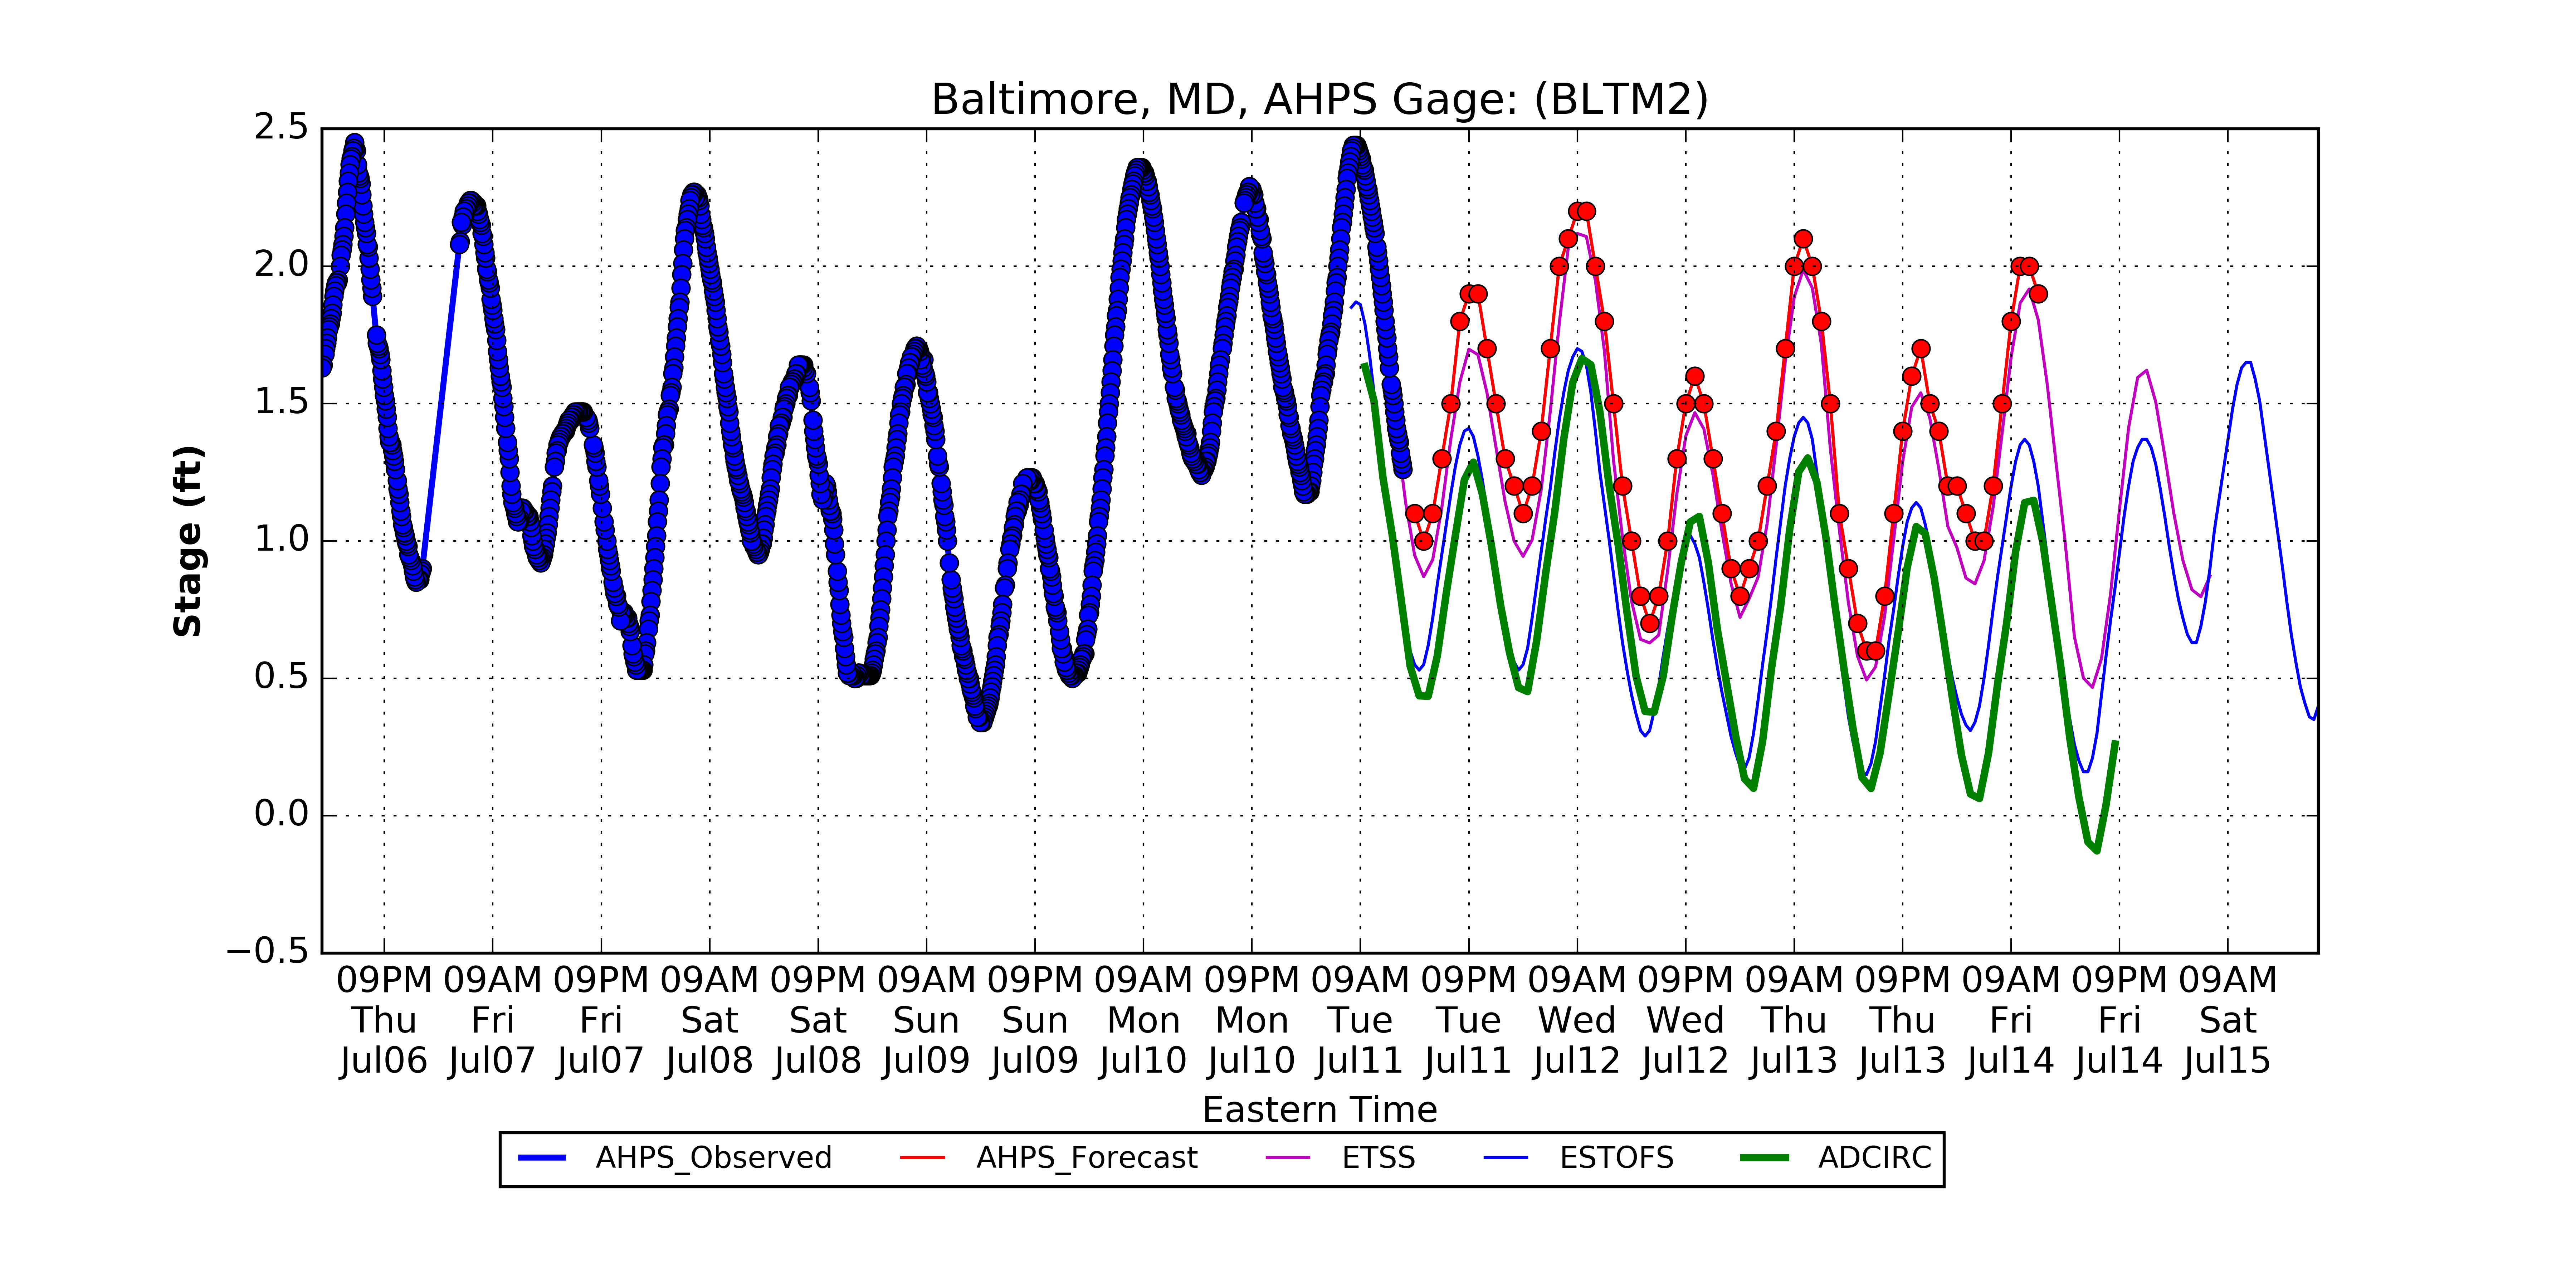 Baltimore, MD, AHPS Gage: (BLTM2)
2.5
2.0
1.5
1.0
0.5
0.0
−0.5
Stage (ft)
09PM 09AM 09PM 09AM 09PM 09AM 09PM 09AM 09PM 09AM 09PM 09AM 09PM 09AM 09PM 09AM 09PM 09AM
Thu Fri Fri Sat Sat Sun Sun Mon Mon Tue Tue Wed Wed Thu Thu Fri Fri Sat
Jul06 Jul07 Jul07 Jul08 Jul08 Jul09 Jul09 Jul10 Jul10 Jul11 Jul11 Jul12 Jul12 Jul13 Jul13 Jul14 Jul14 Jul15
Eastern Time
AHPS_Observed AHPS_Forecast ETSS ESTOFS ADCIRC